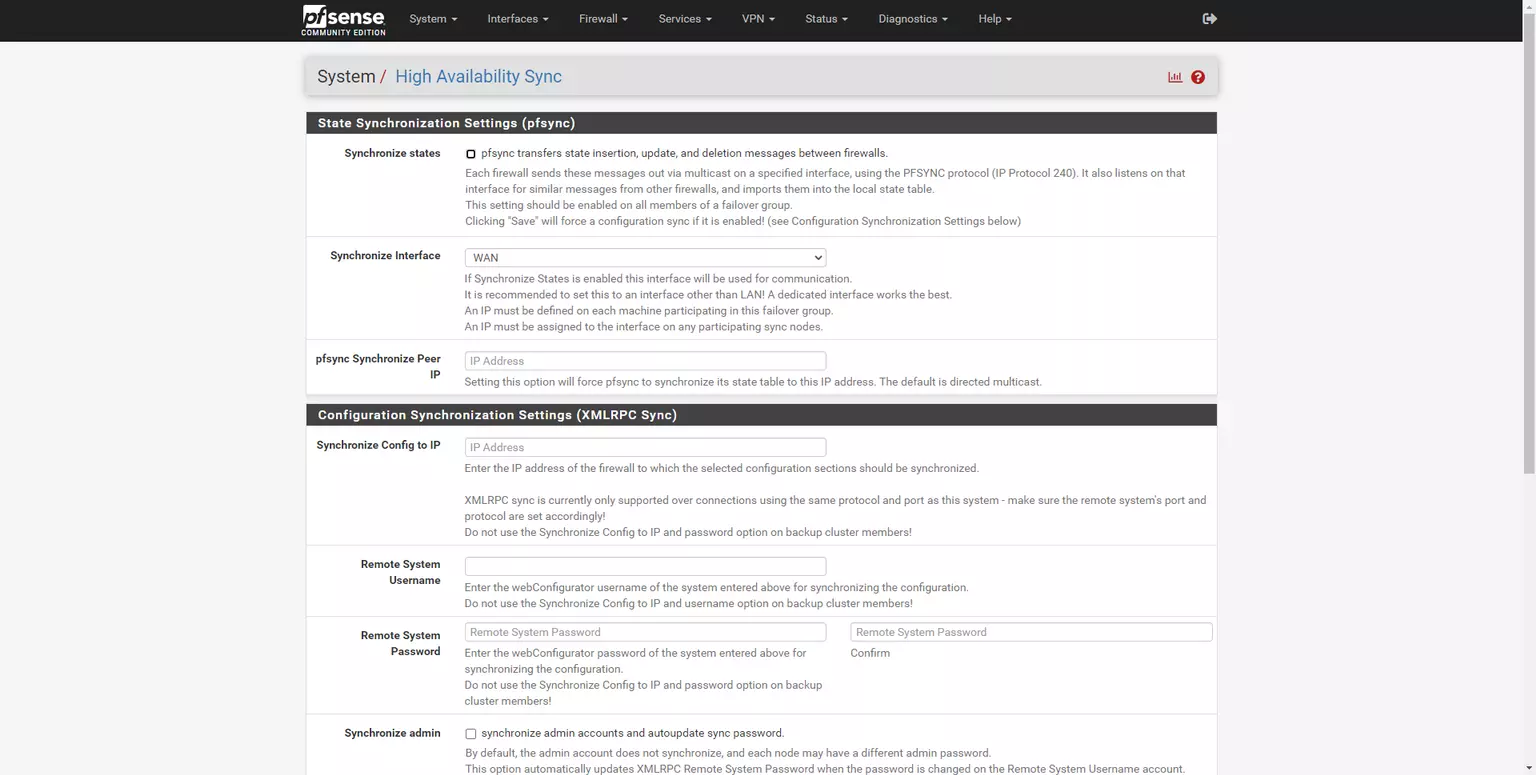 pfsense
COMMUNITY EDITION
System Interfaces Firewall Services VPN Status Diagnostics Help
System / High Availability Sync
State Synchronization Settings (pfsync)
Synchronize states
pfsync transfers state insertion, update, and deletion messages between firewalls.
Each firewall sends these messages out via multicast on a specified interface, using the PFSYNC protocol (IP Protocol 240). It also listens on that
interface for similar messages from other firewalls, and imports them into the local state table.
This setting should be enabled on all members of a failover group.
Clicking "Save" will force a configuration sync if it is enabled! (see Configuration Synchronization Settings below)
Synchronize Interface
WAN
If Synchronize States is enabled this interface will be used for communication.
It is recommended to set this to an interface other than LAN! A dedicated interface works the best.
An IP must be defined on each machine participating in this failover group.
An IP must be assigned to the interface on any participating sync nodes.
pfsync Synchronize Peer
IP
IP Address
Setting this option will force pfsync to synchronize its state table to this IP address. The default is directed multicast.
Configuration Synchronization Settings (XMLRPC Sync)
Synchronize Config to IP
IP Address
Enter the IP address of the firewall to which the selected configuration sections should be synchronized.
XMLRPC sync is currently only supported over connections using the same protocol and port as this system - make sure the remote system's port and
protocol are set accordingly!
Do not use the Synchronize Config to IP and password option on backup cluster members!
Remote System
Username
Enter the webConfigurator username of the system entered above for synchronizing the configuration.
Do not use the Synchronize Config to IP and username option on backup cluster members!
Remote System
Password
Remote System Password
Enter the webConfigurator password of the system entered above for
synchronizing the configuration.
Do not use the Synchronize Config to IP and password option on backup
cluster members!
Remote System Password
Confirm
Synchronize admin
synchronize admin accounts and autoupdate sync password.
By default, the admin account does not synchronize, and each node may have a different admin password.
This option automatically updates XMLRPC Remote System Password when the password is changed on the Remote System Username account.